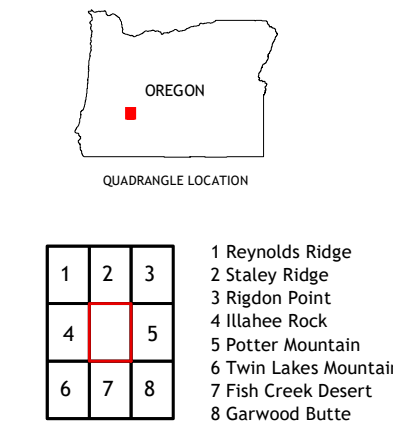 OREGON
QUADRANGLE LOCATION
1 2 3
4 5
6 7 8
1 Reynolds Ridge
2 Staley Ridge
3 Rigdon Point
4 Illahee Rock
5 Potter Mountain
6 Twin Lakes Mountain
7 Fish Creek Desert
8 Garwood Butte